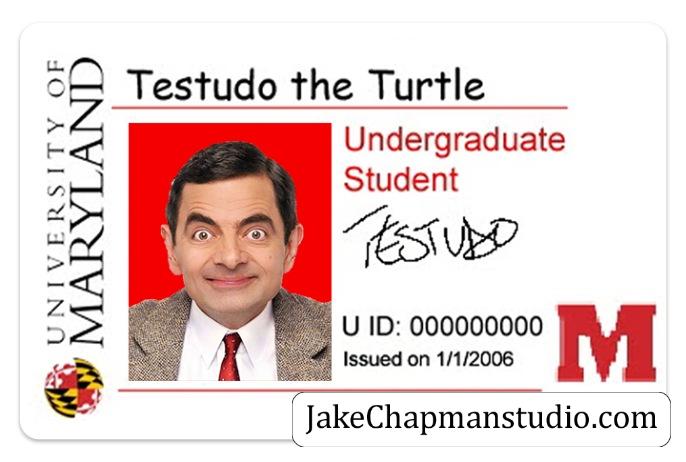 UNIVERSITY OF
MARYLAND
Testudo the Turtle
Undergraduate
Student
TESTUDO
U ID: 000000000
Issued on 1/1/2006
M
JakeChapmanstudio.com